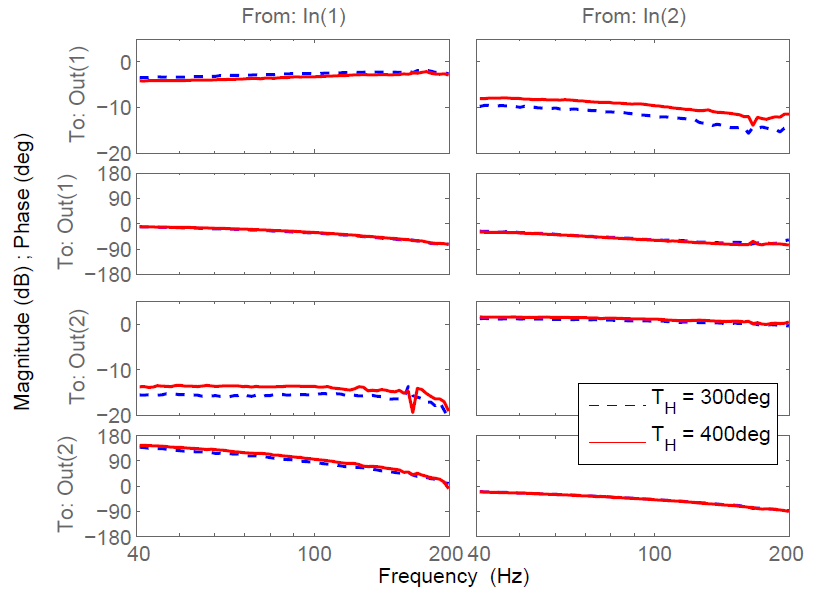 From: In(1)
From: In(2)
Magnitude (dB) ; Phase (deg)
To: Out(1)
0
−10
−20
To: Out(1)
180
90
0
−90
−180
To: Out(2)
0
−10
−20
To: Out(2)
180
90
0
−90
−180
T_H = 300deg
T_H = 400deg
40
100
200
40
100
200
Frequency (Hz)